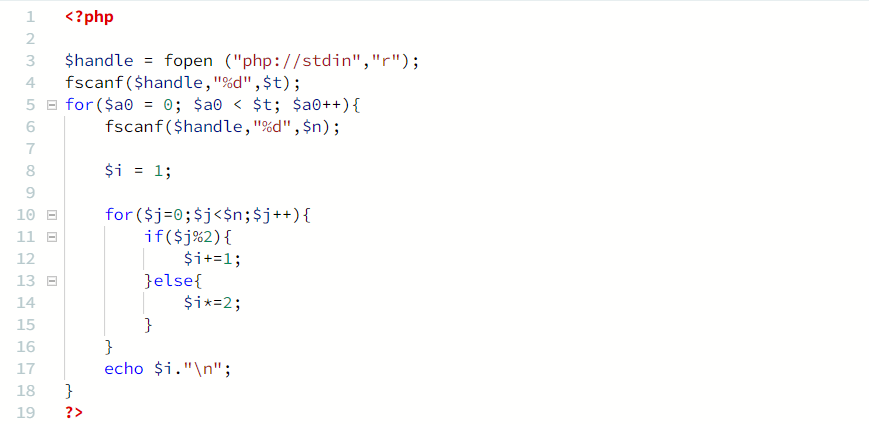 1 <?php
2
3 $handle = fopen ("php://stdin","r");
4 fscanf($handle,"%d",$t);
5 for($a0 = 0; $a0 < $t; $a0++){
6     fscanf($handle,"%d",$n);
7
8     $i = 1;
9
10     for($j=0;$j<$n;$j++){
11         if($j%2){
12             $i+=1;
13         }else{
14             $i*=2;
15         }
16     }
17     echo $i."\n";
18 }
19 ?>